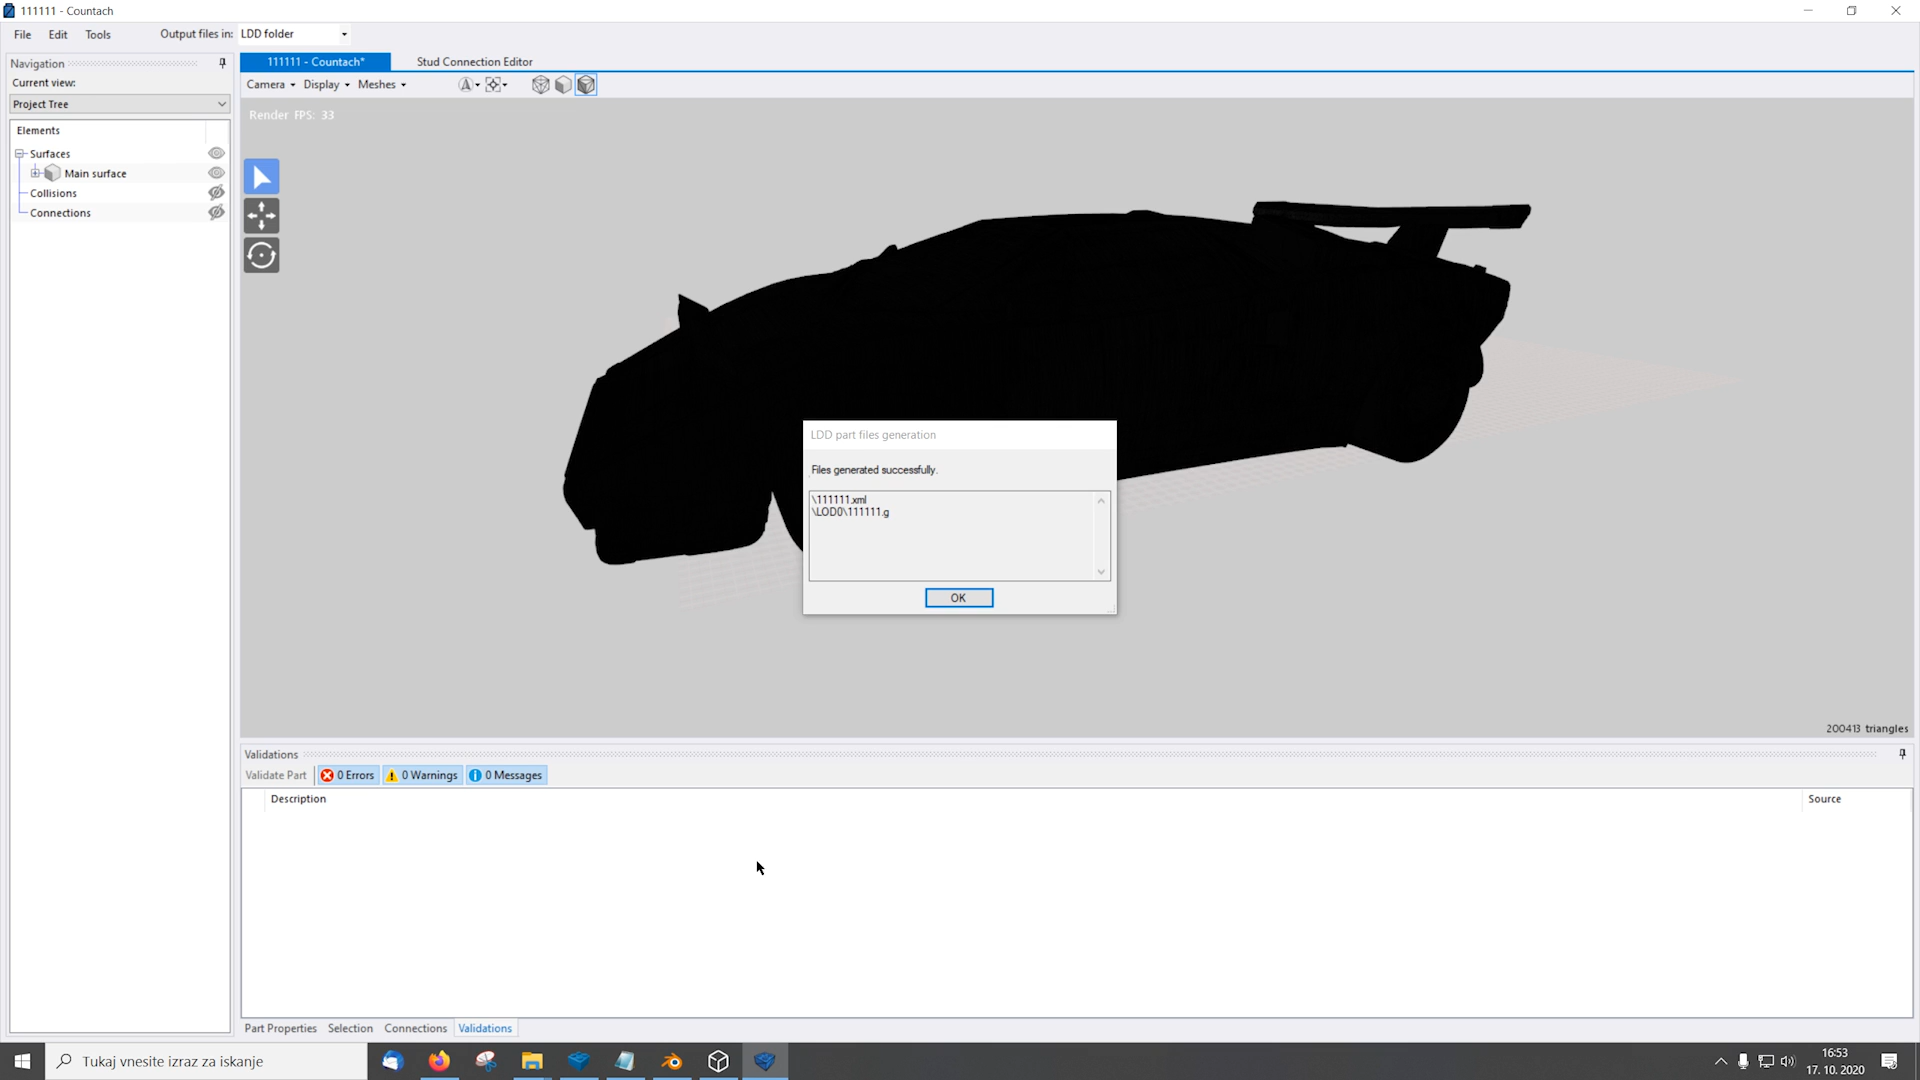 111111 - Countach
File Edit Tools Output files in: LDD folder
Navigation
Current view:
Project Tree
Elements
Surfaces
Main surface
Collisions
Connections
111111 - Countach* Stud Connection Editor
Camera Display Meshes
Render FPS: 33
LDD part files generation
Files generated successfully.
\111111.xml
\LOD0\111111.g
OK
200413 triangles
Validations
Validate Part 0 Errors 0 Warnings 0 Messages
Description Source
Part Properties Selection Connections Validations
Tukaj vnesite izraz za iskanje
16:53
17. 10. 2020